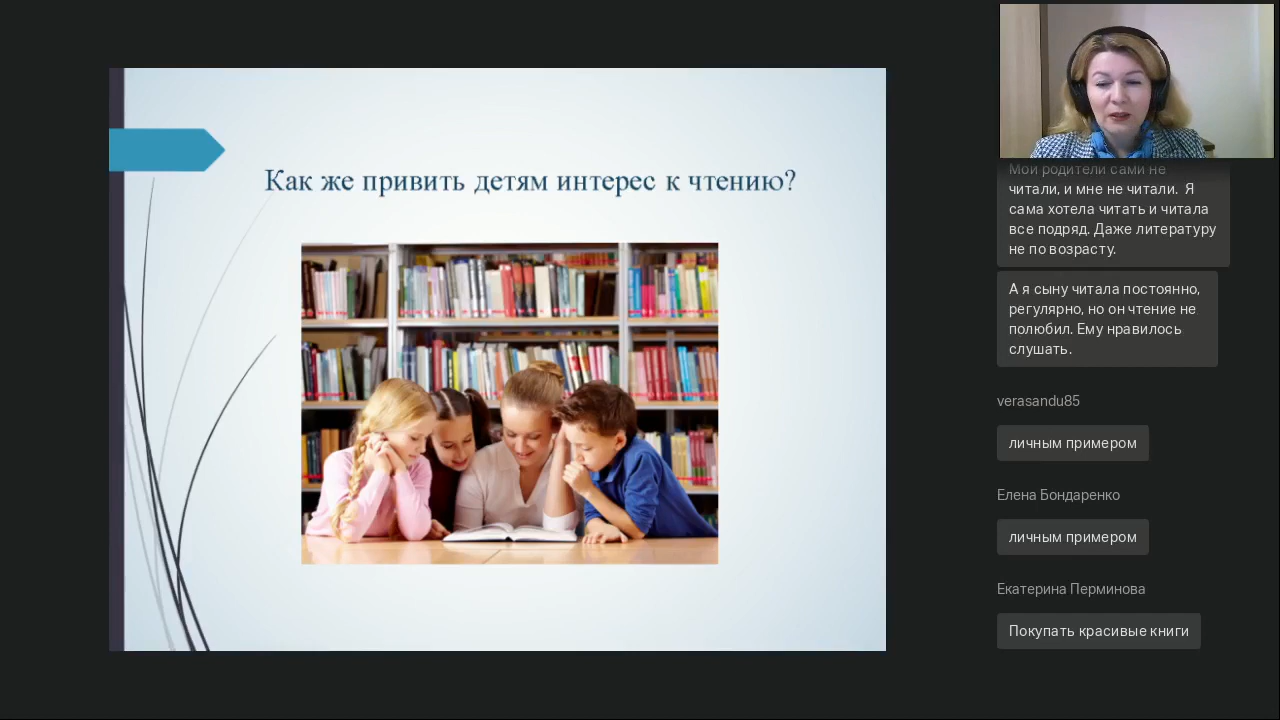 Как же привить детям интерес к чтению?
Мои родители сами не
читали, и мне не читали. Я
сама хотела читать и читала
все подряд. Даже литературу
не по возрасту.
А я сыну читала постоянно,
регулярно, но он чтение не
полюбил. Ему нравилось
слушать.
verasandu85
личным примером
Елена Бондаренко
личным примером
Екатерина Перминова
Покупать красивые книги